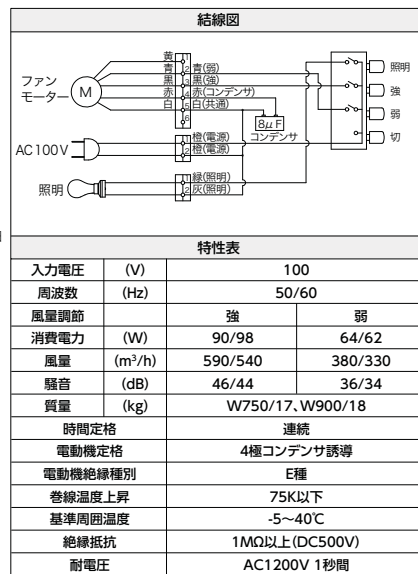 結線図
黄 1
青 2 青(弱)
黒 3 黒(強)
赤 4 赤(コンデンサ)
白 5 白(共通)
6
ファン
モーター M
8μF
コンデンサ
照明
強
弱
切
AC100V
1 橙(電源)
2 橙(電源)
照明
1 緑(照明)
2 灰(照明)
特性表
入力電圧 (V) 100
周波数 (Hz) 50/60
風量調節 強 弱
消費電力 (W) 90/98 64/62
風量 (m³/h) 590/540 380/330
騒音 (dB) 46/44 36/34
質量 (kg) W750/17、W900/18
時間定格 連続
電動機定格 4極コンデンサ誘導
電動機絶縁種別 E種
巻線温度上昇 75K以下
基準周囲温度 -5〜40℃
絶縁抵抗 1MΩ以上(DC500V)
耐電圧 AC1200V 1秒間